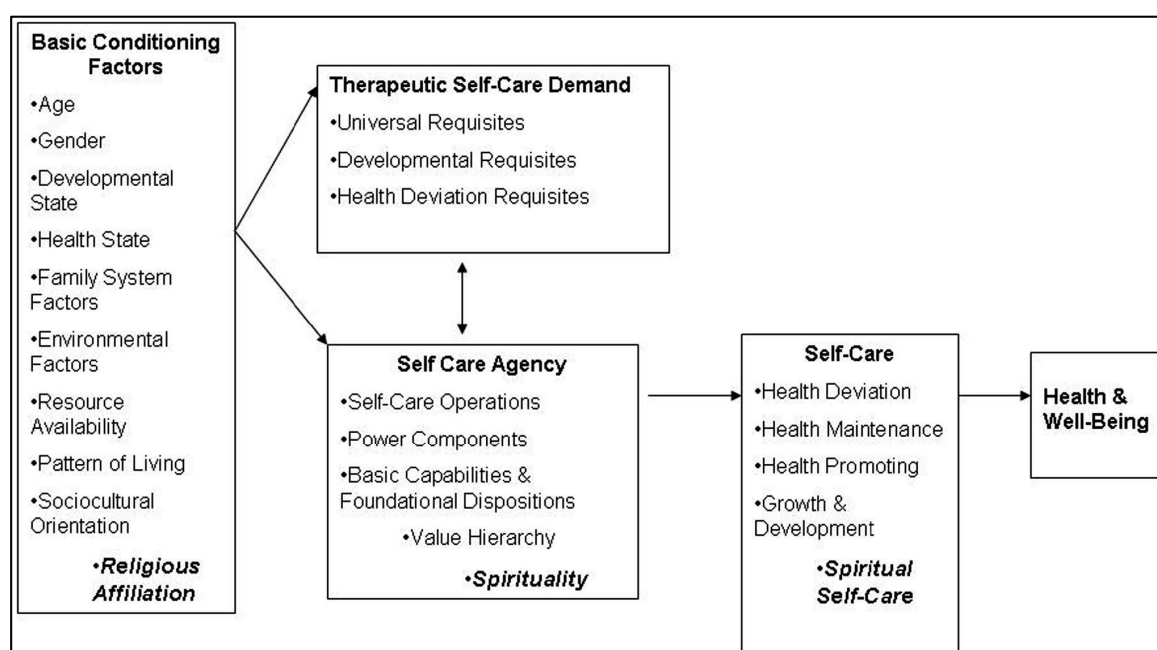 Basic Conditioning
Factors
•Age
•Gender
•Developmental
State
•Health State
•Family System
Factors
•Environmental
Factors
•Resource
Availability
•Pattern of Living
•Sociocultural
Orientation
•Religious
Affiliation
Therapeutic Self-Care Demand
•Universal Requisites
•Developmental Requisites
•Health Deviation Requisites
Self Care Agency
•Self-Care Operations
•Power Components
•Basic Capabilities &
Foundational Dispositions
•Value Hierarchy
•Spirituality
Self-Care
•Health Deviation
•Health Maintenance
•Health Promoting
•Growth &
Development
•Spiritual
Self-Care
Health &
Well-Being